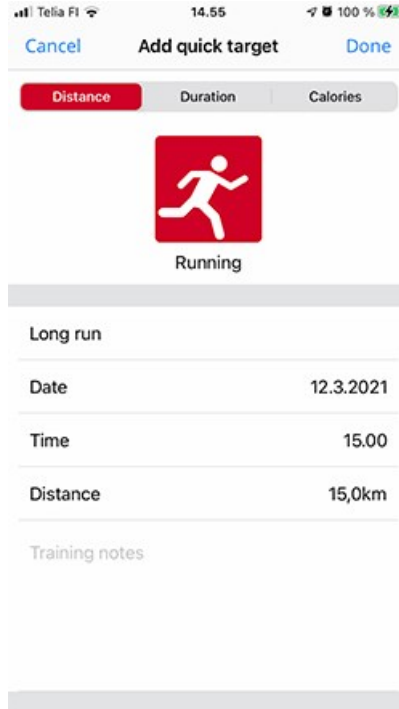 Telia FI 14.55 100 %
Cancel Add quick target Done
Distance Duration Calories
Running
Long run
Date 12.3.2021
Time 15.00
Distance 15,0km
Training notes